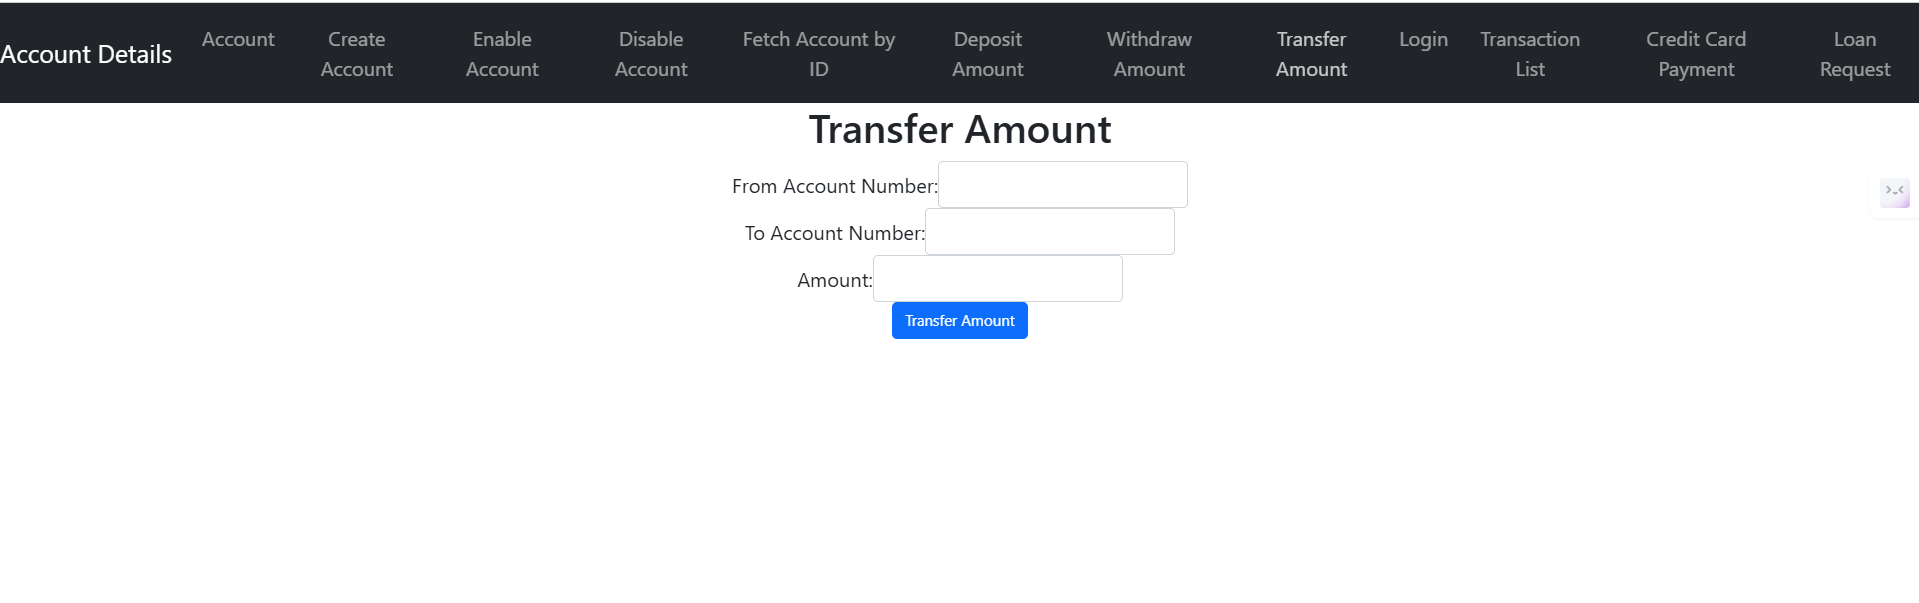 Account Details
Account
Create
Account
Enable
Account
Disable
Account
Fetch Account by
ID
Deposit
Amount
Withdraw
Amount
Transfer
Amount
Login
Transaction
List
Credit Card
Payment
Loan
Request
Transfer Amount
From Account Number:
To Account Number:
Amount:
Transfer Amount